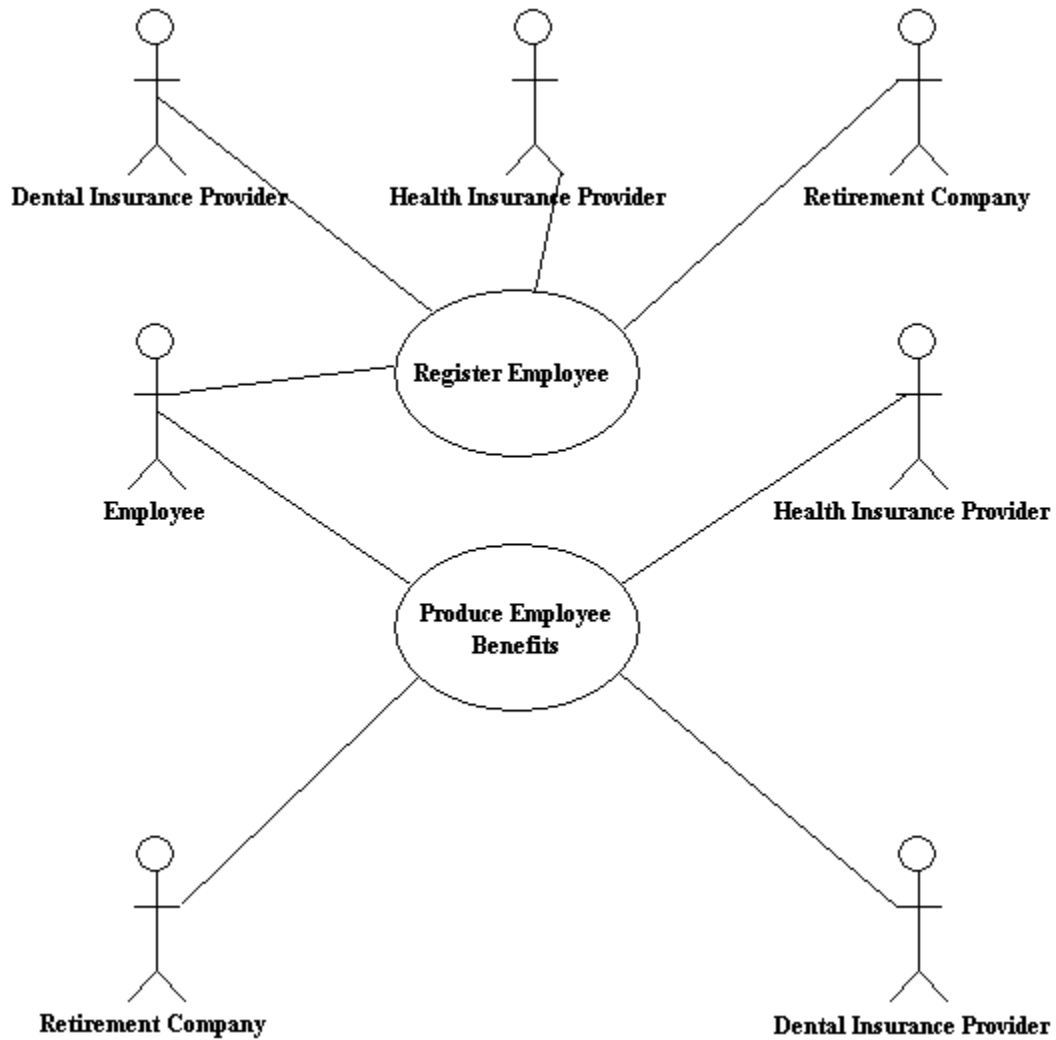 Dental Insurance Provider
Health Insurance Provider
Retirement Company
Register Employee
Employee
Health Insurance Provider
Produce Employee
Benefits
Retirement Company
Dental Insurance Provider